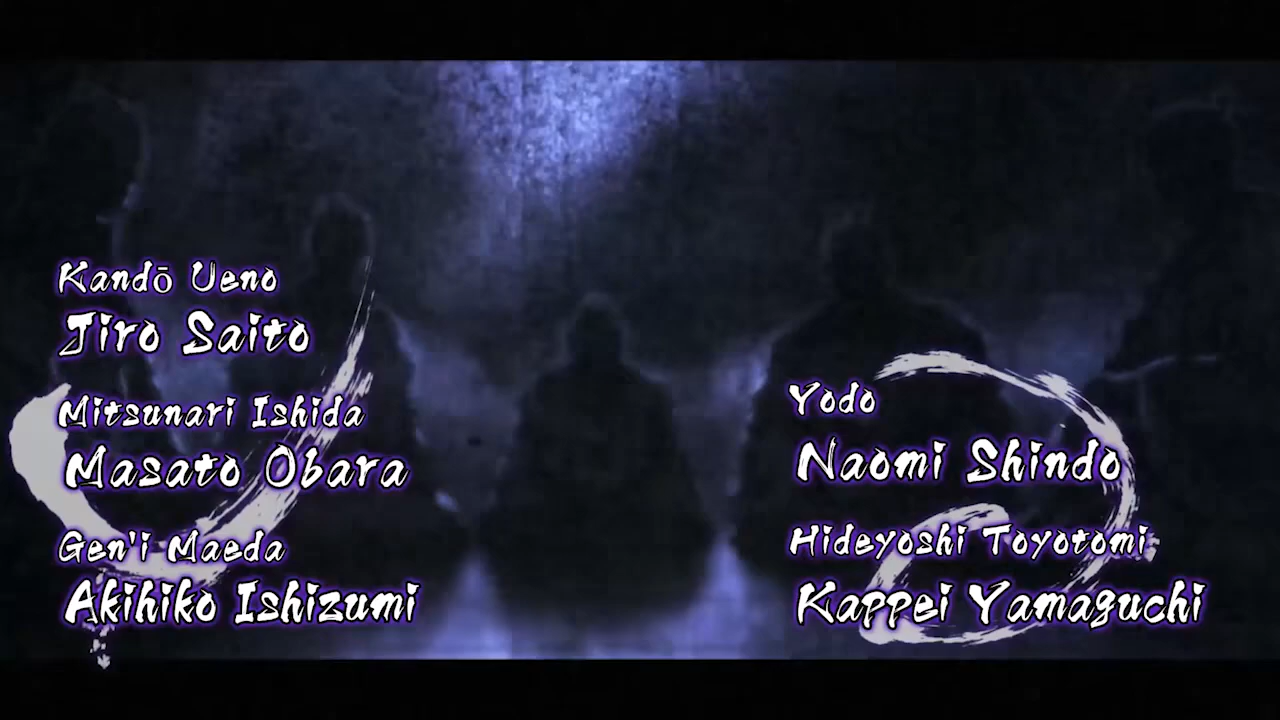 Kandō Ueno
Jiro Saito
Mitsunari Ishida
Masato Obara
Gen'i Maeda
Akihiko Ishizumi
Yodo
Naomi Shindo
Hideyoshi Toyotomi
Kappei Yamaguchi